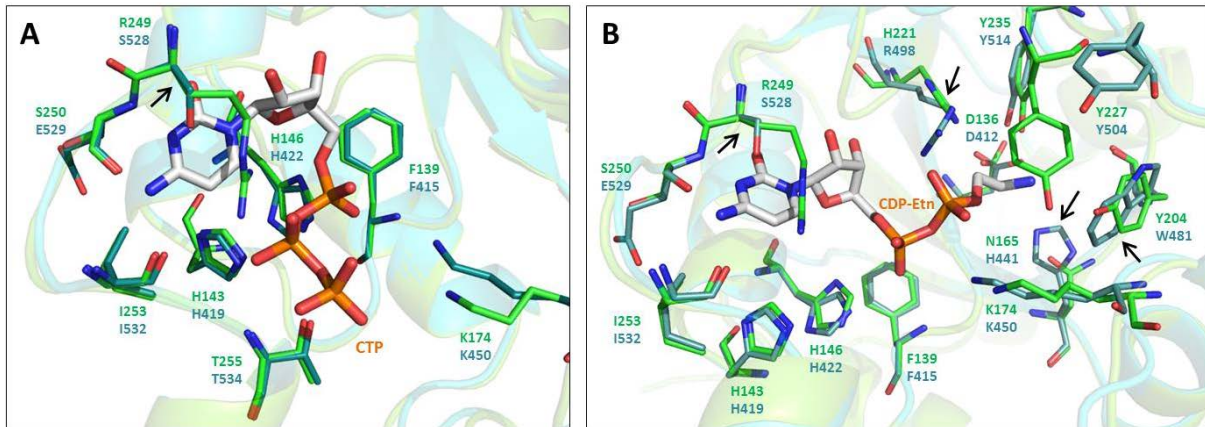 A
R249
S528
S250
E529
H146
H422
F139
F415
I253
I532
H143
H419
T255
T534
CTP
K174
K450
B
H221
R498
Y235
Y514
R249
S528
D136
D412
Y227
Y504
S250
E529
CDP-Etn
Y204
W481
N165
H441
K174
K450
I253
I532
H146
H422
F139
F415
H143
H419